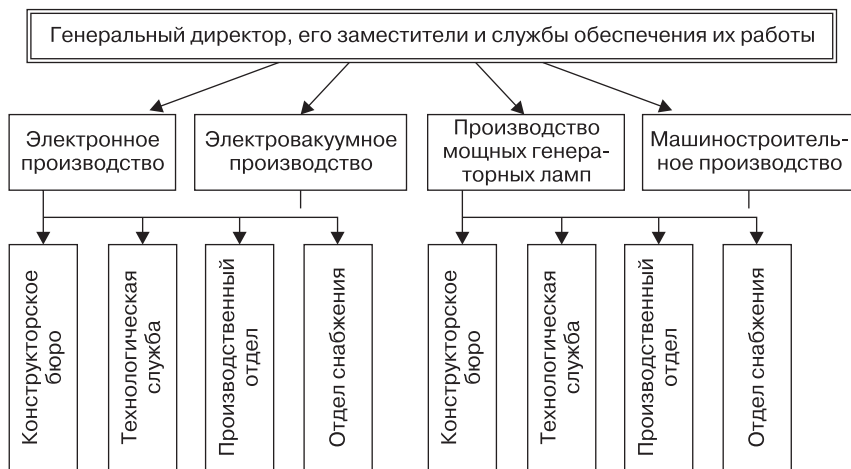 Генеральный директор, его заместители и службы обеспечения их работы
Электронное
производство
Электровакуумное
производство
Производство
мощных генера-
торных ламп
Машиностроитель-
ное производство
Конструкторское
бюро
Технологическая
служба
Производственный
отдел
Отдел снабжения
Конструкторское
бюро
Технологическая
служба
Производственный
отдел
Отдел снабжения